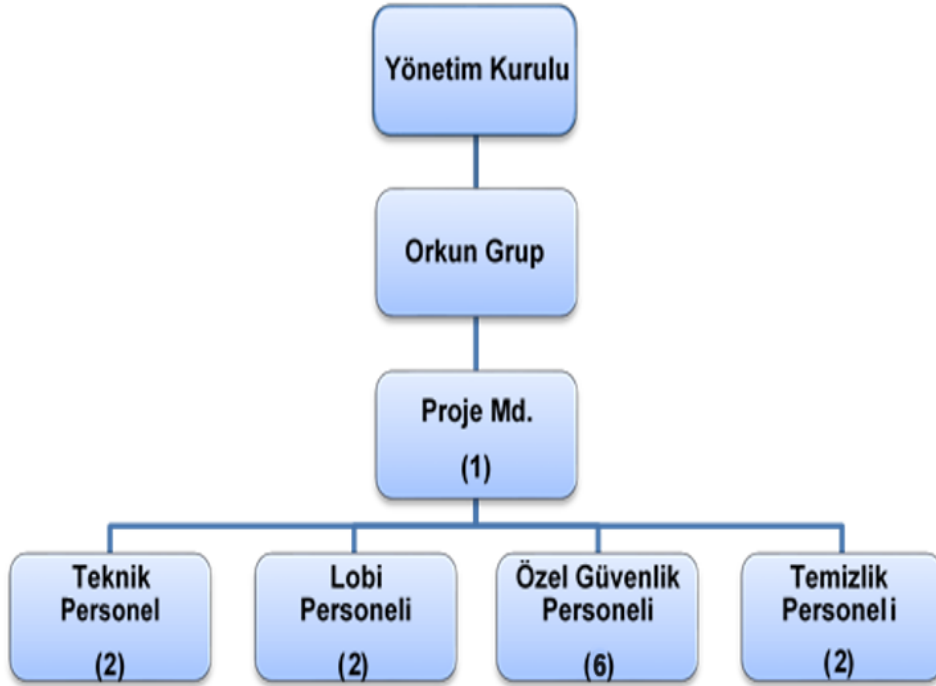 Yönetim Kurulu
Orkun Grup
Proje Md.
(1)
Teknik
Personel
(2)
Lobi
Personeli
(2)
Özel Güvenlik
Personeli
(6)
Temizlik
Personeli
(2)